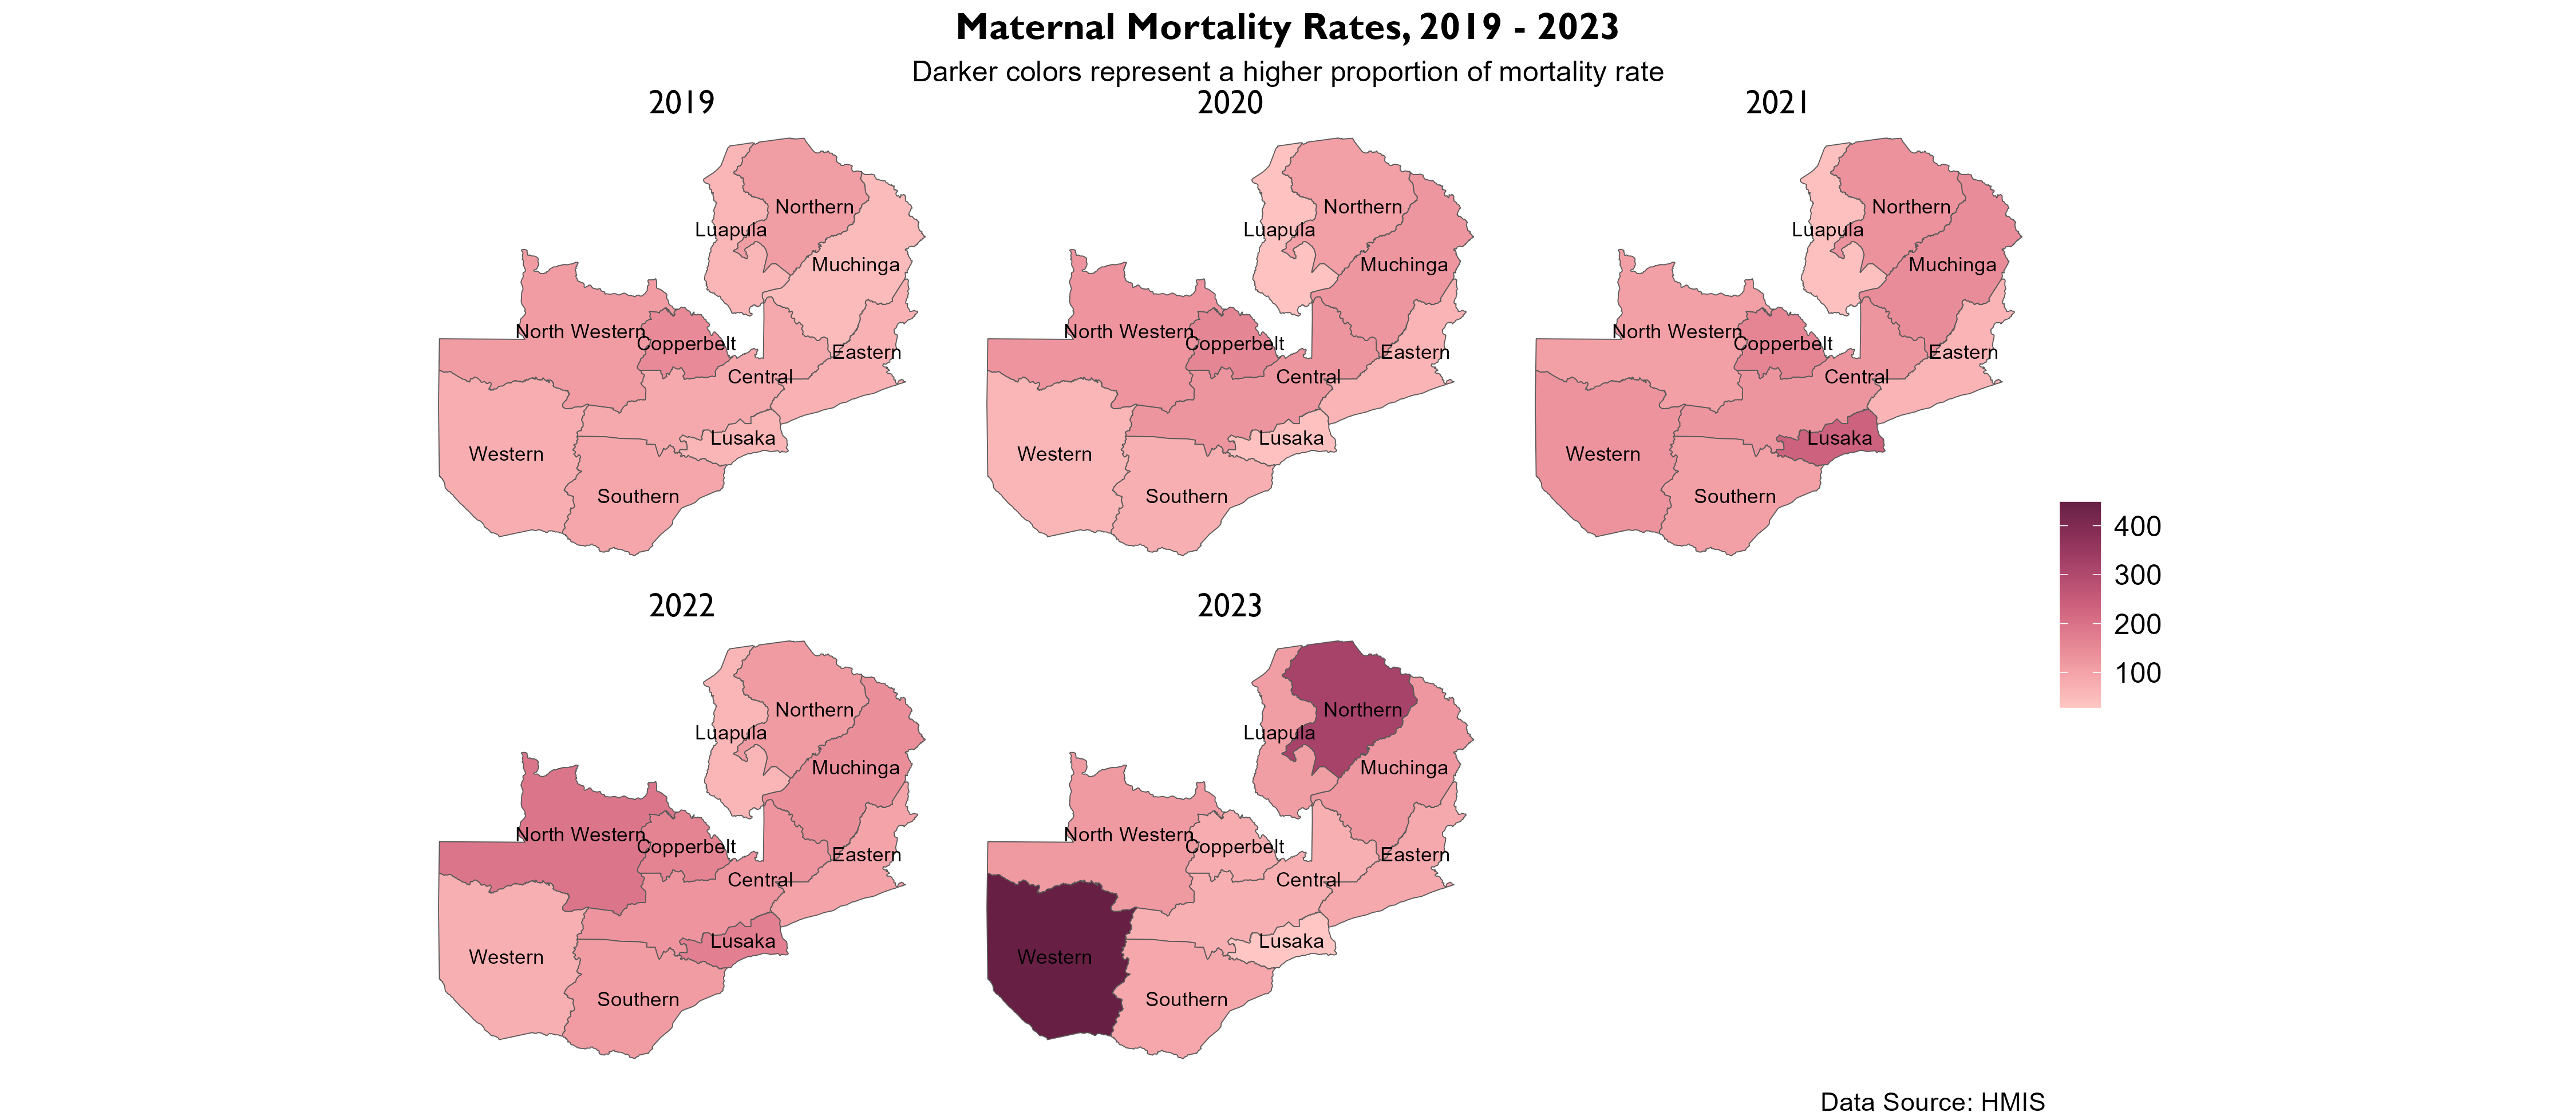 Maternal Mortality Rates, 2019 - 2023
Darker colors represent a higher proportion of mortality rate
2019
Northern
Luapula
Muchinga
North Western
Copperbelt
Eastern
Central
Lusaka
Western
Southern
2020
Northern
Luapula
Muchinga
North Western
Copperbelt
Eastern
Central
Lusaka
Western
Southern
2021
Northern
Luapula
Muchinga
North Western
Copperbelt
Eastern
Central
Lusaka
Western
Southern
2022
Northern
Luapula
Muchinga
North Western
Copperbelt
Eastern
Central
Lusaka
Western
Southern
2023
Northern
Luapula
Muchinga
North Western
Copperbelt
Eastern
Central
Lusaka
Western
Southern
400
300
200
100
Data Source: HMIS